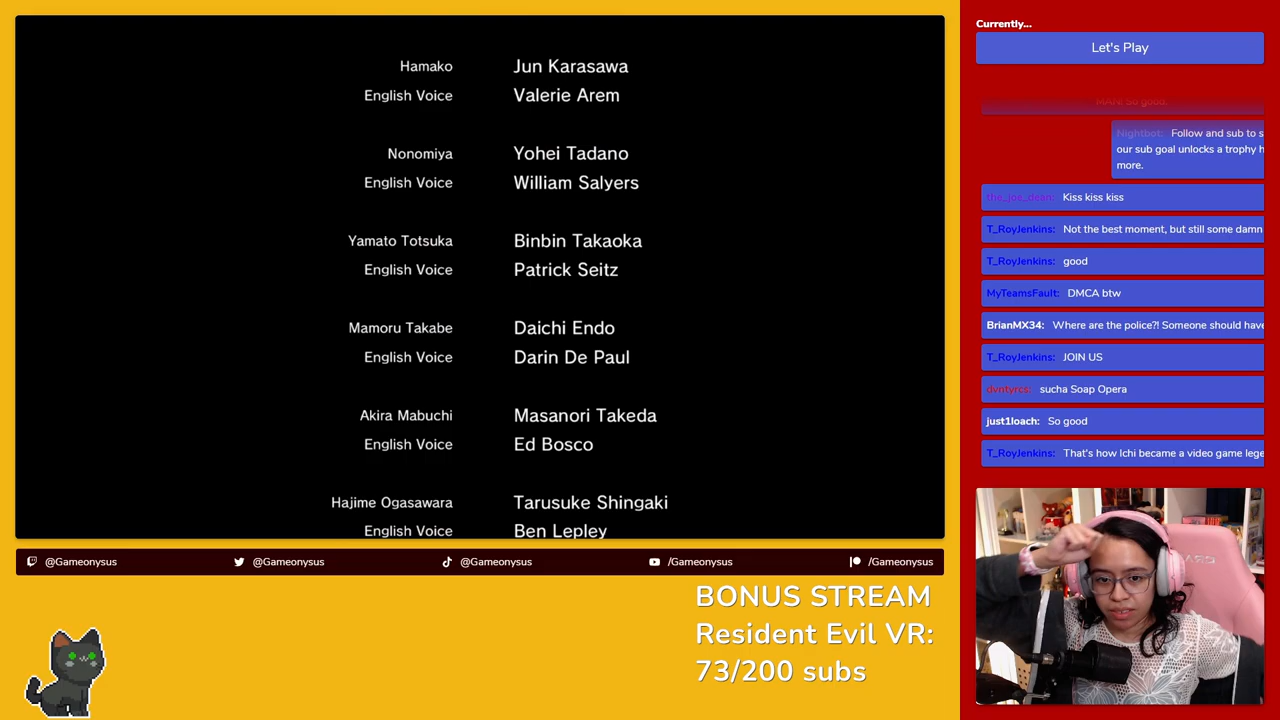 Hamako Jun Karasawa
English Voice Valerie Arem
Nonomiya Yohei Tadano
English Voice William Salyers
Yamato Totsuka Binbin Takaoka
English Voice Patrick Seitz
Mamoru Takabe Daichi Endo
English Voice Darin De Paul
Akira Mabuchi Masanori Takeda
English Voice Ed Bosco
Hajime Ogasawara Tarusuke Shingaki
English Voice Ben Lepley
@Gameonysus @Gameonysus @Gameonysus /Gameonysus /Gameonysus
BONUS STREAM
Resident Evil VR:
73/200 subs
Currently...
Let's Play
MAN! So good.
Nightbot: Follow and sub to s
our sub goal unlocks a trophy h
more.
the_joe_dean: Kiss kiss kiss
T_RoyJenkins: Not the best moment, but still some damn
T_RoyJenkins: good
MyTeamsFault: DMCA btw
BrianMX34: Where are the police?! Someone should have
T_RoyJenkins: JOIN US
dvntyrcs: sucha Soap Opera
just1loach: So good
T_RoyJenkins: That's how Ichi became a video game lege